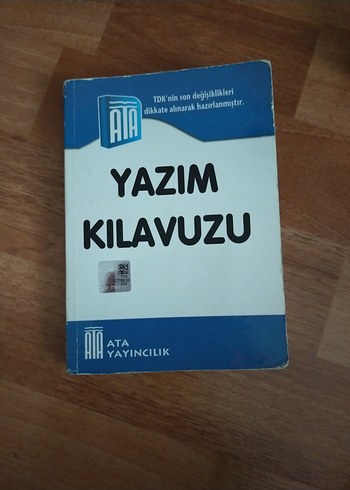 TDK'nin son değişiklikleri
dikkate alınarak hazırlanmıştır.
ATA
YAZIM
KILAVUZU
ATA
ATA
YAYINCILIK